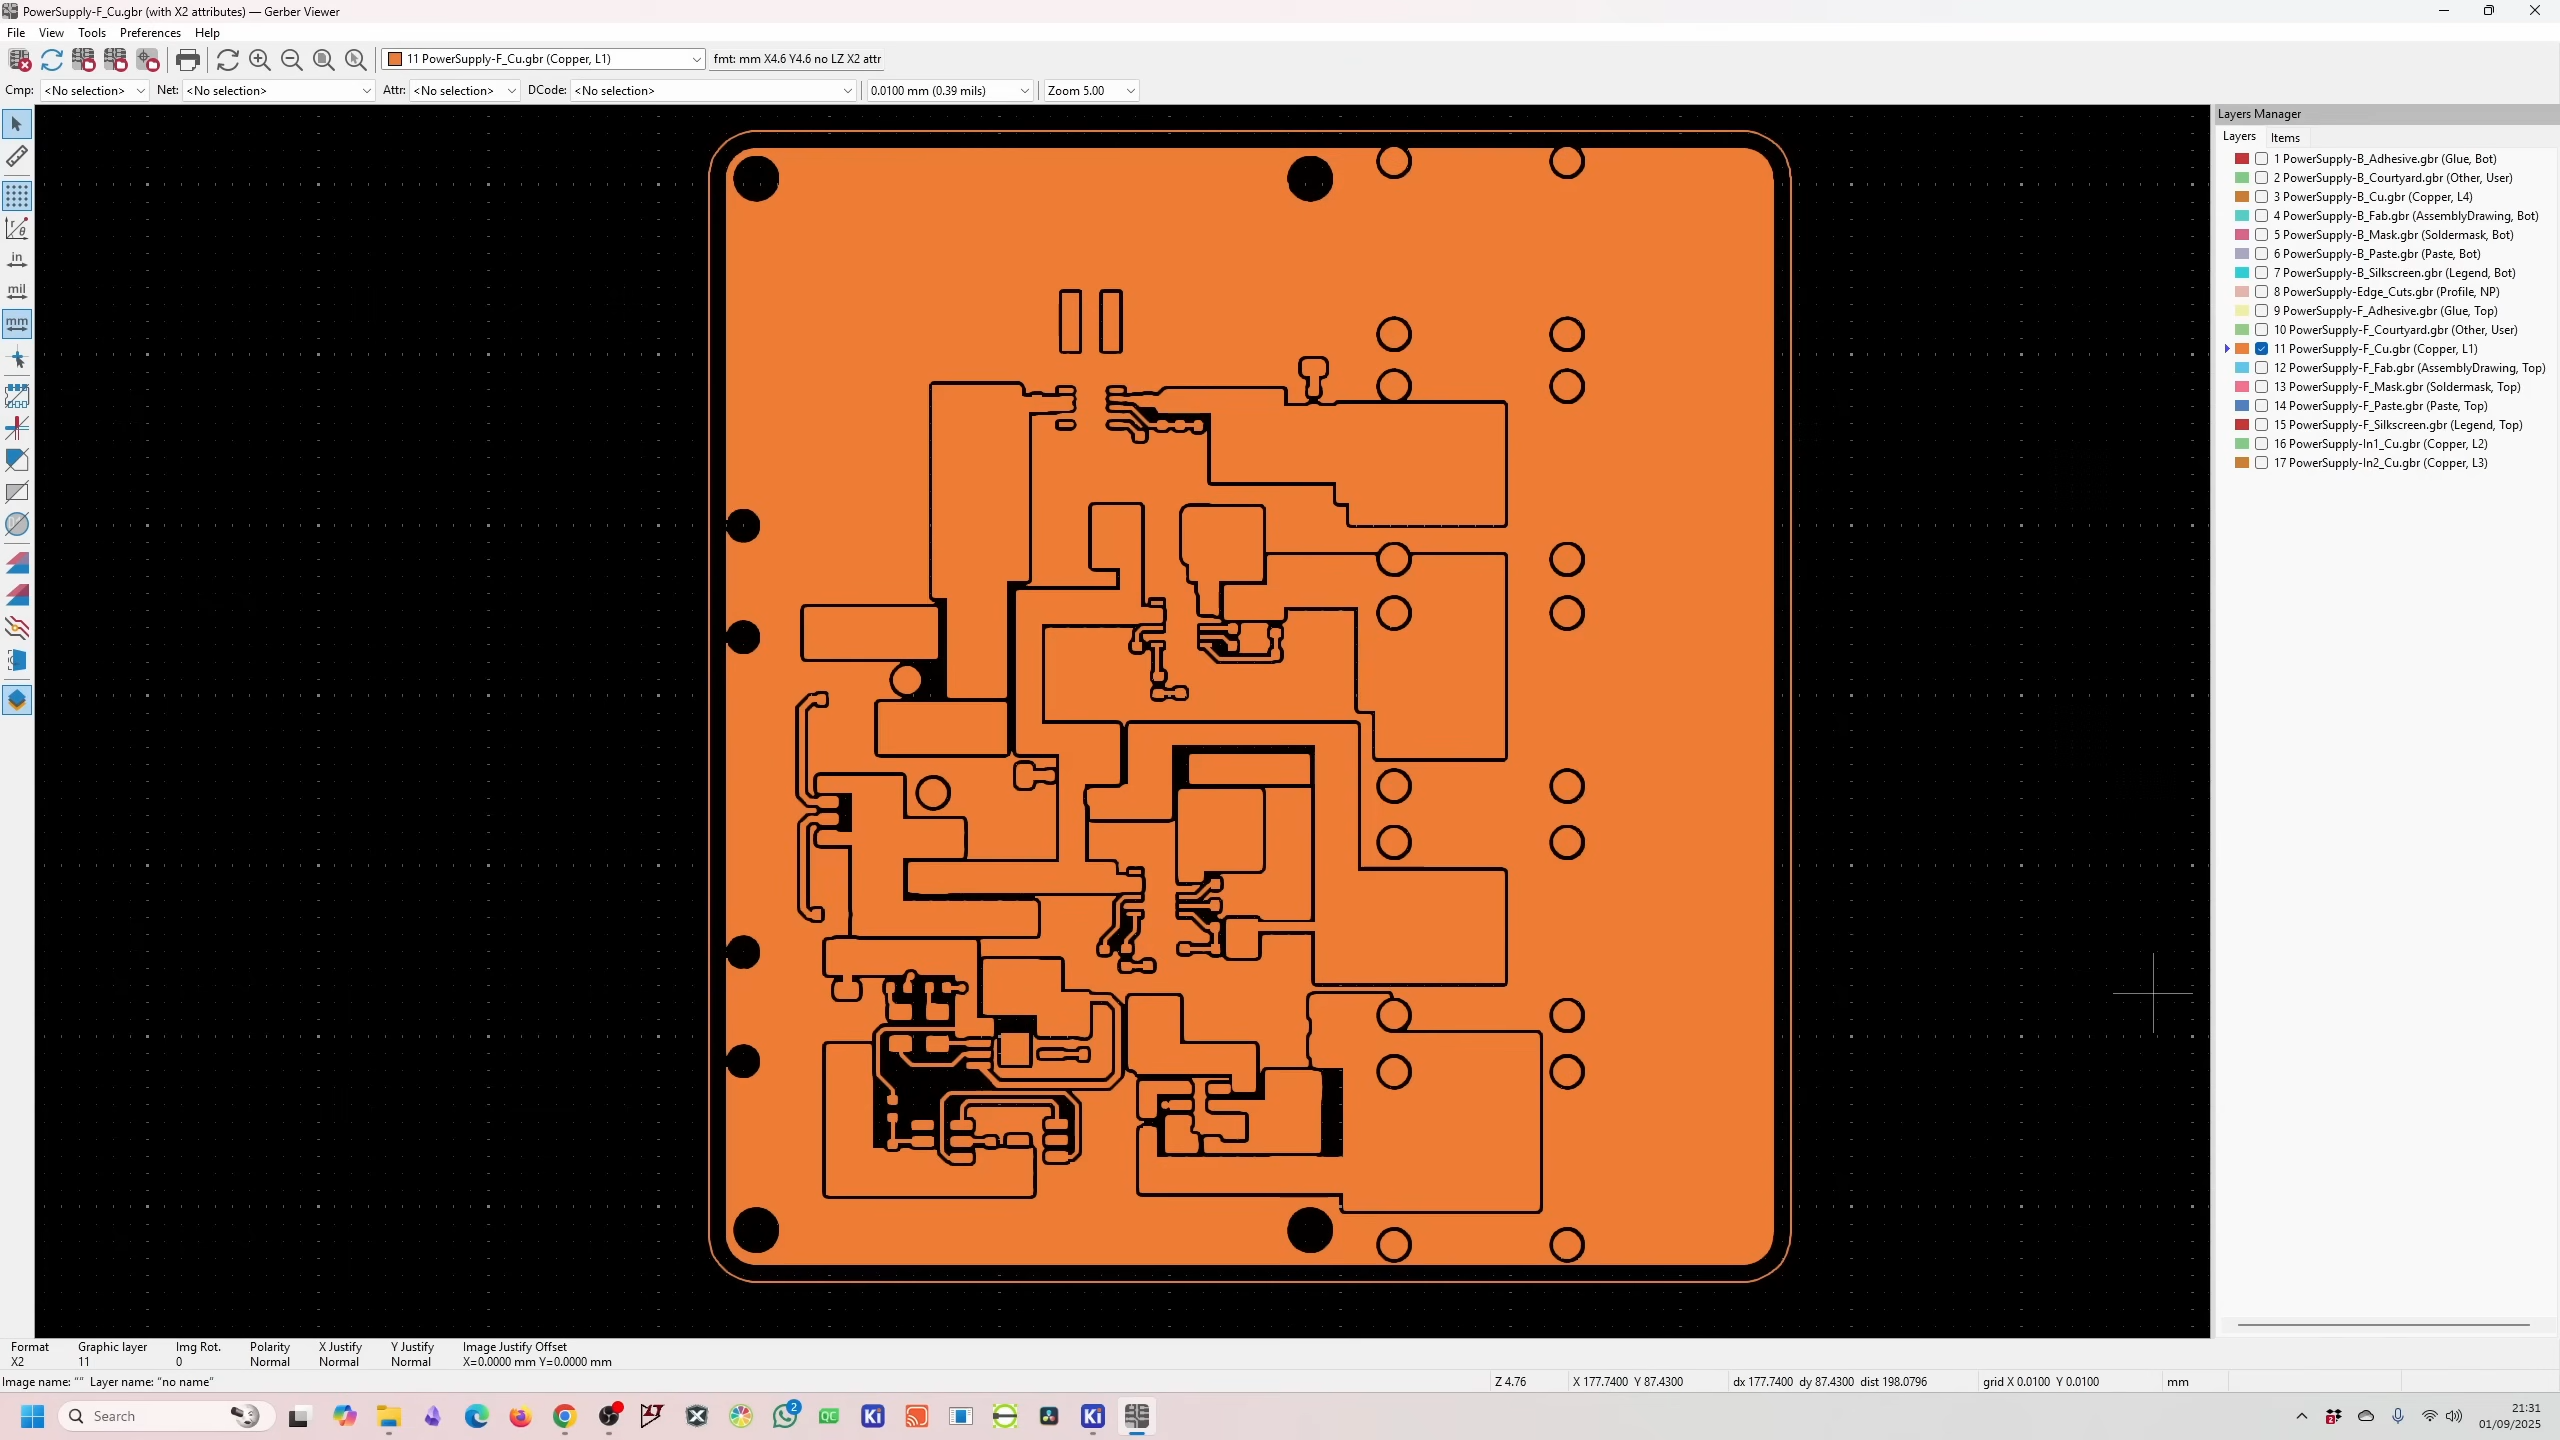 PowerSupply-F_Cu.gbr (with X2 attributes) — Gerber Viewer
File View Tools Preferences Help
11 PowerSupply-F_Cu.gbr (Copper, L1) fmt: mm X4.6 Y4.6 no LZ X2 attr
Cmp: <No selection> Net: <No selection> Attr: <No selection> DCode: <No selection> 0.0100 mm (0.39 mils) Zoom 5.00
in
mil
mm
Layers Manager
Layers Items
1 PowerSupply-B_Adhesive.gbr (Glue, Bot)
2 PowerSupply-B_Courtyard.gbr (Other, User)
3 PowerSupply-B_Cu.gbr (Copper, L4)
4 PowerSupply-B_Fab.gbr (AssemblyDrawing, Bot)
5 PowerSupply-B_Mask.gbr (Soldermask, Bot)
6 PowerSupply-B_Paste.gbr (Paste, Bot)
7 PowerSupply-B_Silkscreen.gbr (Legend, Bot)
8 PowerSupply-Edge_Cuts.gbr (Profile, NP)
9 PowerSupply-F_Adhesive.gbr (Glue, Top)
10 PowerSupply-F_Courtyard.gbr (Other, User)
11 PowerSupply-F_Cu.gbr (Copper, L1)
12 PowerSupply-F_Fab.gbr (AssemblyDrawing, Top)
13 PowerSupply-F_Mask.gbr (Soldermask, Top)
14 PowerSupply-F_Paste.gbr (Paste, Top)
15 PowerSupply-F_Silkscreen.gbr (Legend, Top)
16 PowerSupply-In1_Cu.gbr (Copper, L2)
17 PowerSupply-In2_Cu.gbr (Copper, L3)
Format Graphic layer Img Rot. Polarity X Justify Y Justify Image Justify Offset
X2 11 0 Normal Normal Normal X=0.0000 mm Y=0.0000 mm
Image name: "" Layer name: "no name" Z 4.76 X 177.7400 Y 87.4300 dx 177.7400 dy 87.4300 dist 198.0796 grid X 0.0100 Y 0.0100 mm
Search
2
QC
Ki
Ki
2
21:31
01/09/2025